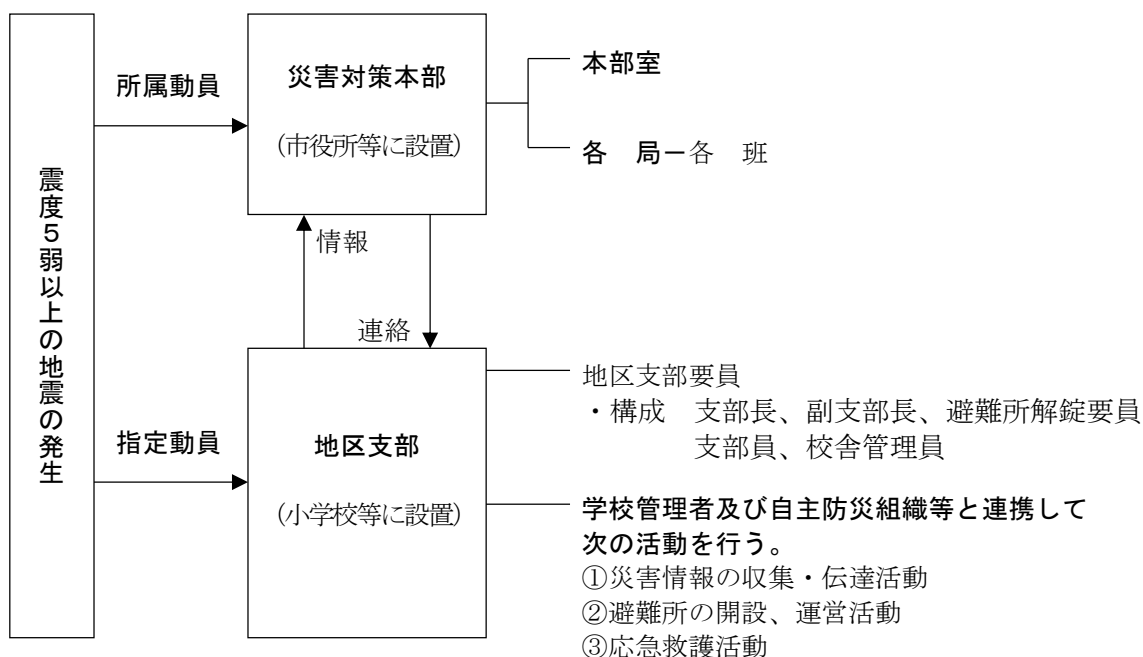 震度５弱以上の地震の発生
所属動員
災害対策本部
（市役所等に設置）
本部室
各　局－各　班
情報
連絡
指定動員
地区支部
（小学校等に設置）
地区支部要員
・構成　支部長、副支部長、避難所解錠要員
支部員、校舎管理員
学校管理者及び自主防災組織等と連携して
次の活動を行う。
①災害情報の収集・伝達活動
②避難所の開設、運営活動
③応急救護活動